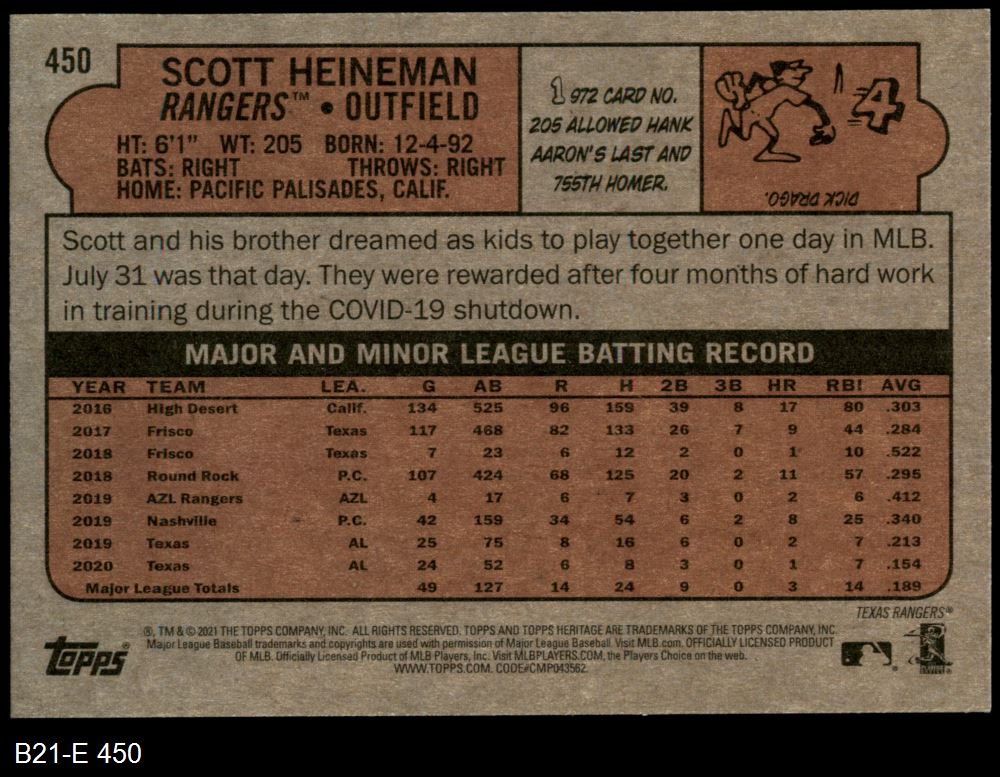 450
SCOTT HEINEMAN
RANGERS™ • OUTFIELD
HT: 6'1" WT: 205 BORN: 12-4-92
BATS: RIGHT THROWS: RIGHT
HOME: PACIFIC PALISADES, CALIF.
1972 CARD NO.
205 ALLOWED HANK
AARON'S LAST AND
755TH HOMER.
4
DICK DRAGO.
Scott and his brother dreamed as kids to play together one day in MLB.
July 31 was that day. They were rewarded after four months of hard work
in training during the COVID-19 shutdown.
MAJOR AND MINOR LEAGUE BATTING RECORD
YEAR TEAM LEA. G AB R H 2B 3B HR RBI AVG
2016 High Desert Calif. 134 525 96 159 39 8 17 80 .303
2017 Frisco Texas 117 468 82 133 26 7 9 44 .284
2018 Frisco Texas 7 23 6 12 2 0 1 10 .522
2018 Round Rock P.C. 107 424 68 125 20 2 11 57 .295
2019 AZL Rangers AZL 4 17 6 7 3 0 2 6 .412
2019 Nashville P.C. 42 159 34 54 6 2 8 25 .340
2019 Texas AL 25 75 8 16 6 0 2 7 .213
2020 Texas AL 24 52 6 8 3 0 1 7 .154
Major League Totals 49 127 14 24 9 0 3 14 .189
TEXAS RANGERS®
®, TM & © 2021 THE TOPPS COMPANY, INC. ALL RIGHTS RESERVED. TOPPS AND TOPPS HERITAGE ARE TRADEMARKS OF THE TOPPS COMPANY, INC.
Major League Baseball trademarks and copyrights are used with permission of Major League Baseball. Visit MLB.com. OFFICIALLY LICENSED PRODUCT
OF MLB. Officially Licensed Product of MLB Players, Inc. Visit MLBPLAYERS.COM, the Players Choice on the web.
WWW.TOPPS.COM. CODE#CMP043562.
Topps®
B21-E 450